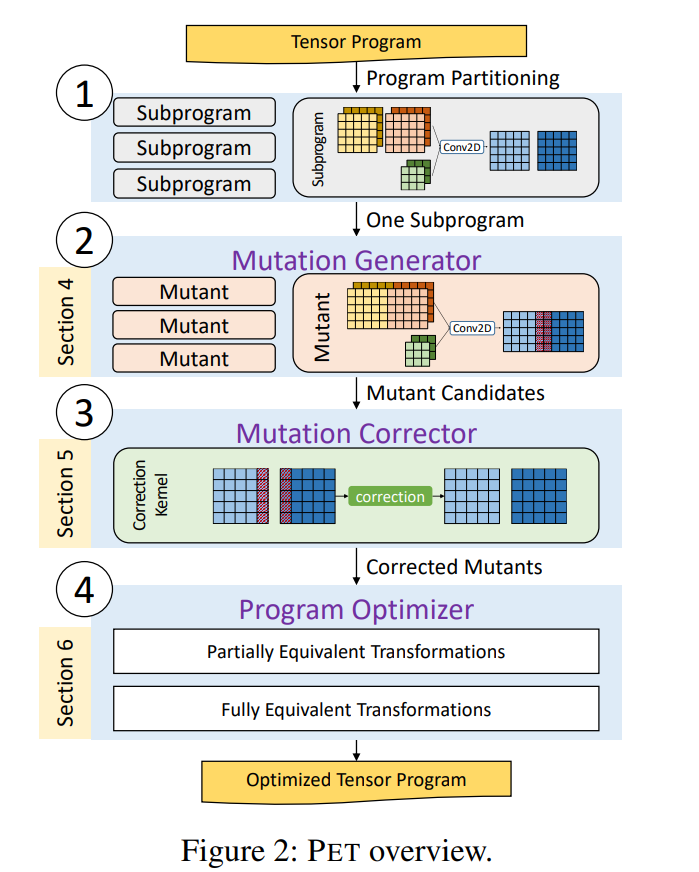 Tensor Program
Program Partitioning
1
Subprogram
Subprogram
Subprogram
Subprogram
Conv2D
One Subprogram
2
Mutation Generator
Section 4
Mutant
Mutant
Mutant
Mutant
Conv2D
Mutant Candidates
3
Mutation Corrector
Section 5
Correction
Kernel
correction
Corrected Mutants
4
Program Optimizer
Section 6
Partially Equivalent Transformations
Fully Equivalent Transformations
Optimized Tensor Program
Figure 2: PET overview.